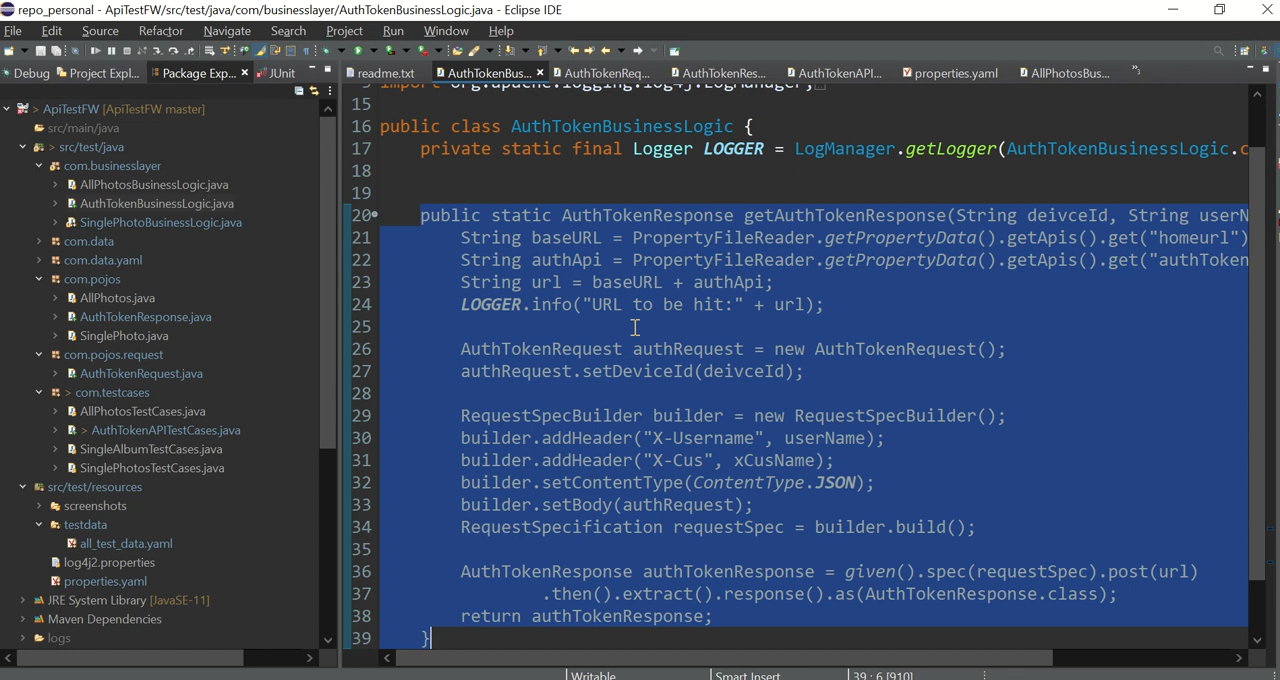 repo_personal - ApiTestFW/src/test/java/com/businesslayer/AuthTokenBusinessLogic.java - Eclipse IDE
File Edit Source Refactor Navigate Search Project Run Window Help
Debug Project Expl... Package Exp... JUnit
readme.txt AuthTokenBus... AuthTokenReq... AuthTokenRes... AuthTokenAPI... properties.yaml AllPhotosBus...
> ApiTestFW [ApiTestFW master]
src/main/java
> src/test/java
com.businesslayer
AllPhotosBusinessLogic.java
AuthTokenBusinessLogic.java
SinglePhotoBusinessLogic.java
com.data
com.data.yaml
com.pojos
AllPhotos.java
AuthTokenResponse.java
SinglePhoto.java
com.pojos.request
AuthTokenRequest.java
> com.testcases
AllPhotosTestCases.java
> AuthTokenAPITestCases.java
SingleAlbumTestCases.java
SinglePhotosTestCases.java
src/test/resources
screenshots
testdata
all_test_data.yaml
log4j2.properties
properties.yaml
JRE System Library [JavaSE-11]
Maven Dependencies
logs
15
16 public class AuthTokenBusinessLogic {
17 private static final Logger LOGGER = LogManager.getLogger(AuthTokenBusinessLogic.c
18
19
20 public static AuthTokenResponse getAuthTokenResponse(String deivceId, String userN
21 String baseURL = PropertyFileReader.getPropertyData().getApis().get("homeurl")
22 String authApi = PropertyFileReader.getPropertyData().getApis().get("authToken
23 String url = baseURL + authApi;
24 LOGGER.info("URL to be hit:" + url);
25
26 AuthTokenRequest authRequest = new AuthTokenRequest();
27 authRequest.setDeviceId(deivceId);
28
29 RequestSpecBuilder builder = new RequestSpecBuilder();
30 builder.addHeader("X-Username", userName);
31 builder.addHeader("X-Cus", xCusName);
32 builder.setContentType(ContentType.JSON);
33 builder.setBody(authRequest);
34 RequestSpecification requestSpec = builder.build();
35
36 AuthTokenResponse authTokenResponse = given().spec(requestSpec).post(url)
37 .then().extract().response().as(AuthTokenResponse.class);
38 return authTokenResponse;
39 }
Writable Smart Insert 39 : 6 [910]